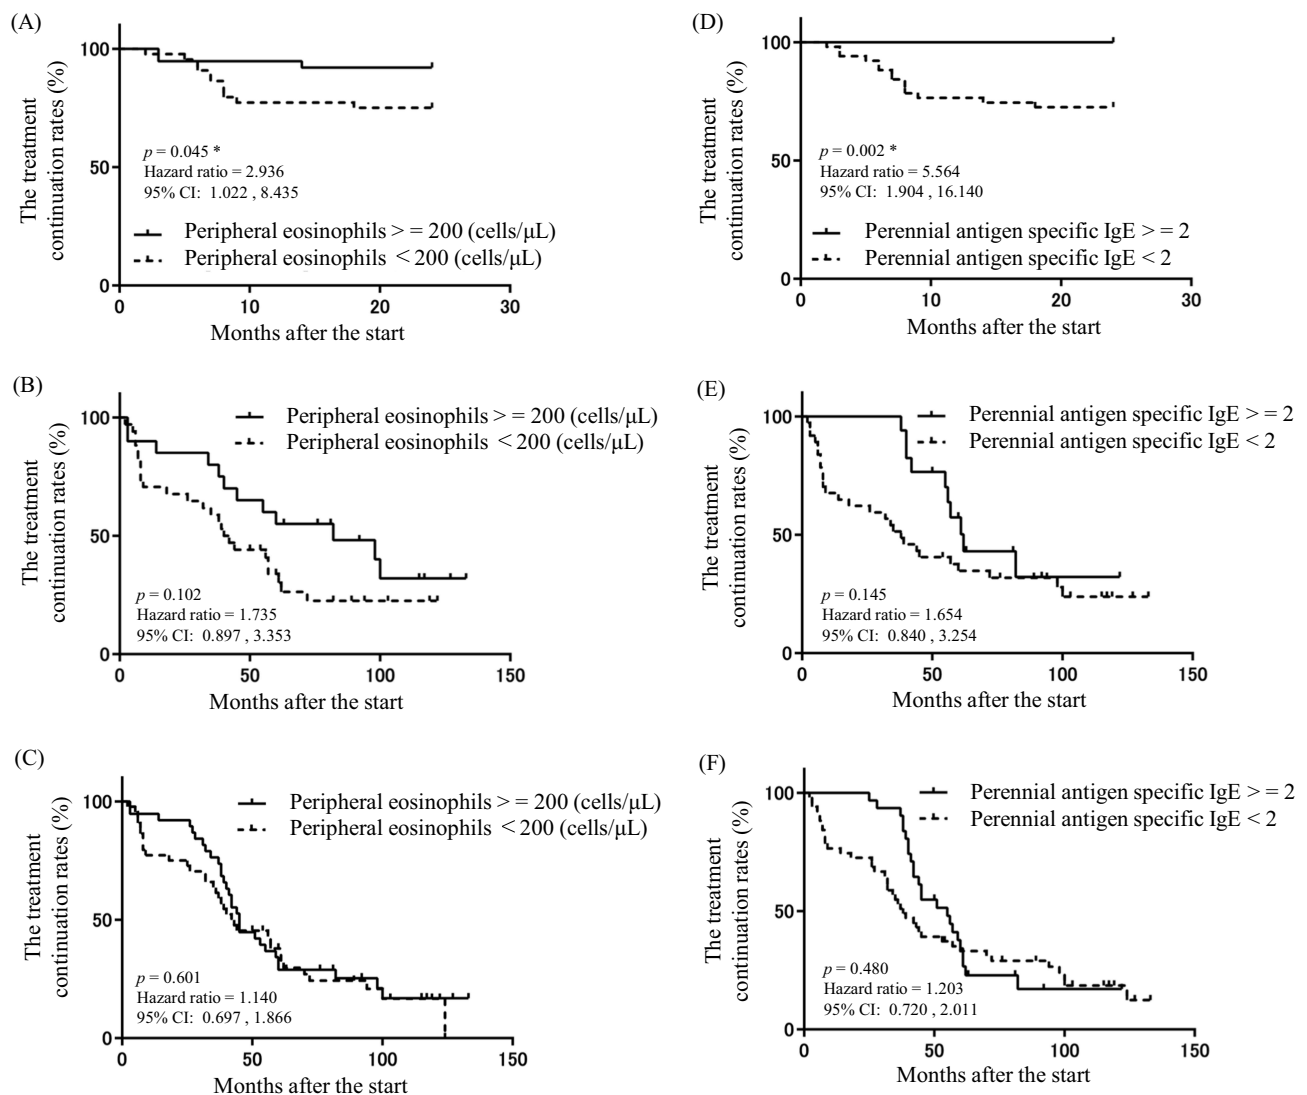 (A)
The treatment
continuation rates (%)
100
50
0
p = 0.045 *
Hazard ratio = 2.936
95% CI: 1.022 , 8.435
Peripheral eosinophils > = 200 (cells/μL)
Peripheral eosinophils < 200 (cells/μL)
0 10 20 30
Months after the start
(D)
The treatment
continuation rates (%)
100
50
0
p = 0.002 *
Hazard ratio = 5.564
95% CI: 1.904 , 16.140
Perennial antigen specific IgE > = 2
Perennial antigen specific IgE < 2
0 10 20 30
Months after the start
(B)
The treatment
continuation rates (%)
100
50
0
Peripheral eosinophils > = 200 (cells/μL)
Peripheral eosinophils < 200 (cells/μL)
p = 0.102
Hazard ratio = 1.735
95% CI: 0.897 , 3.353
0 50 100 150
Months after the start
(E)
The treatment
continuation rates (%)
100
50
0
Perennial antigen specific IgE > = 2
Perennial antigen specific IgE < 2
p = 0.145
Hazard ratio = 1.654
95% CI: 0.840 , 3.254
0 50 100 150
Months after the start
(C)
The treatment
continuation rates (%)
100
50
0
Peripheral eosinophils > = 200 (cells/μL)
Peripheral eosinophils < 200 (cells/μL)
p = 0.601
Hazard ratio = 1.140
95% CI: 0.697 , 1.866
0 50 100 150
Months after the start
(F)
The treatment
continuation rates (%)
100
50
0
Perennial antigen specific IgE > = 2
Perennial antigen specific IgE < 2
p = 0.480
Hazard ratio = 1.203
95% CI: 0.720 , 2.011
0 50 100 150
Months after the start